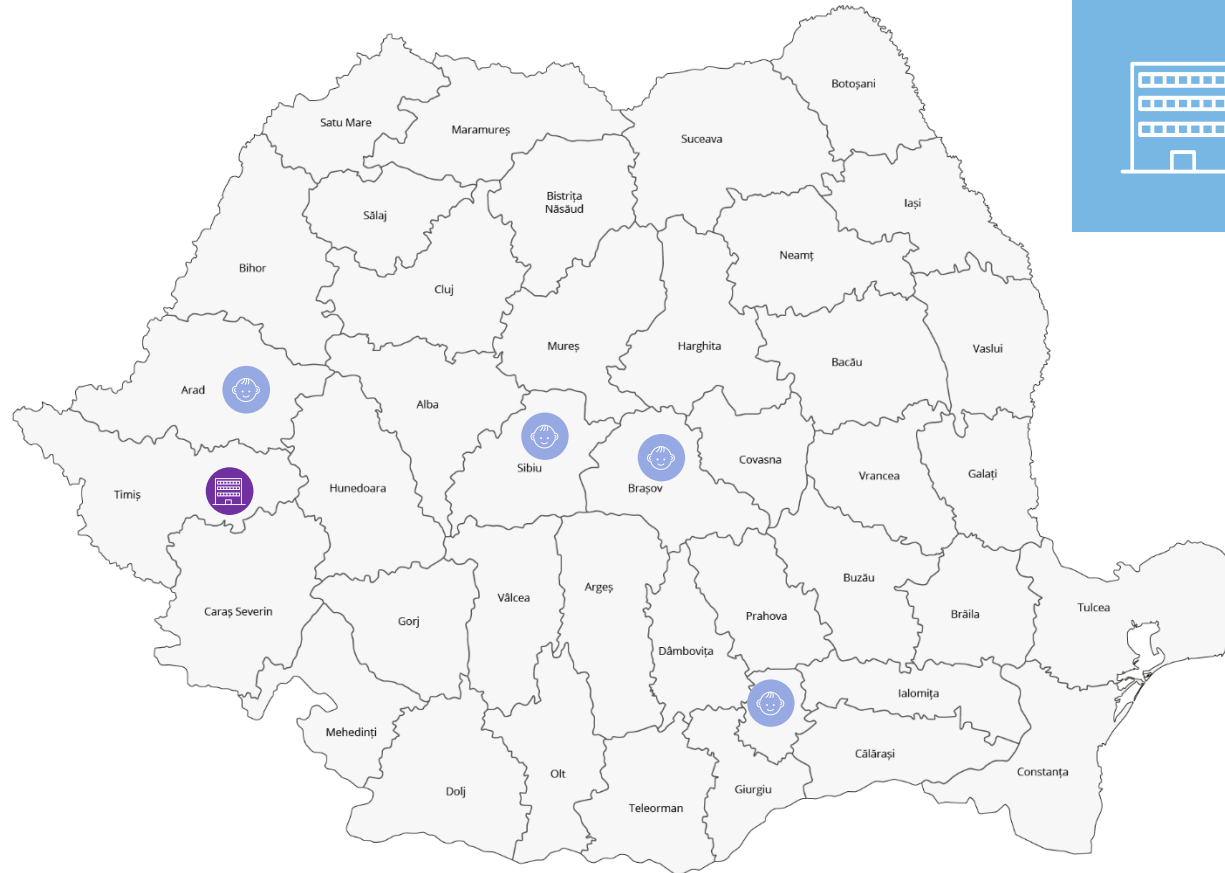 Botoșani
Satu Mare
Maramureș
Suceava
Bistrița
Năsăud
Iași
Sălaj
Neamț
Bihor
Cluj
Mureș
Harghita
Vaslui
Bacău
Arad
Alba
Covasna
Sibiu
Vrancea
Galați
Brașov
Hunedoara
Timiș
Buzău
Argeș
Vâlcea
Tulcea
Caraș Severin
Brăila
Prahova
Gorj
Dâmbovița
Ialomița
Mehedinți
Călărași
Constanța
Olt
Giurgiu
Dolj
Teleorman